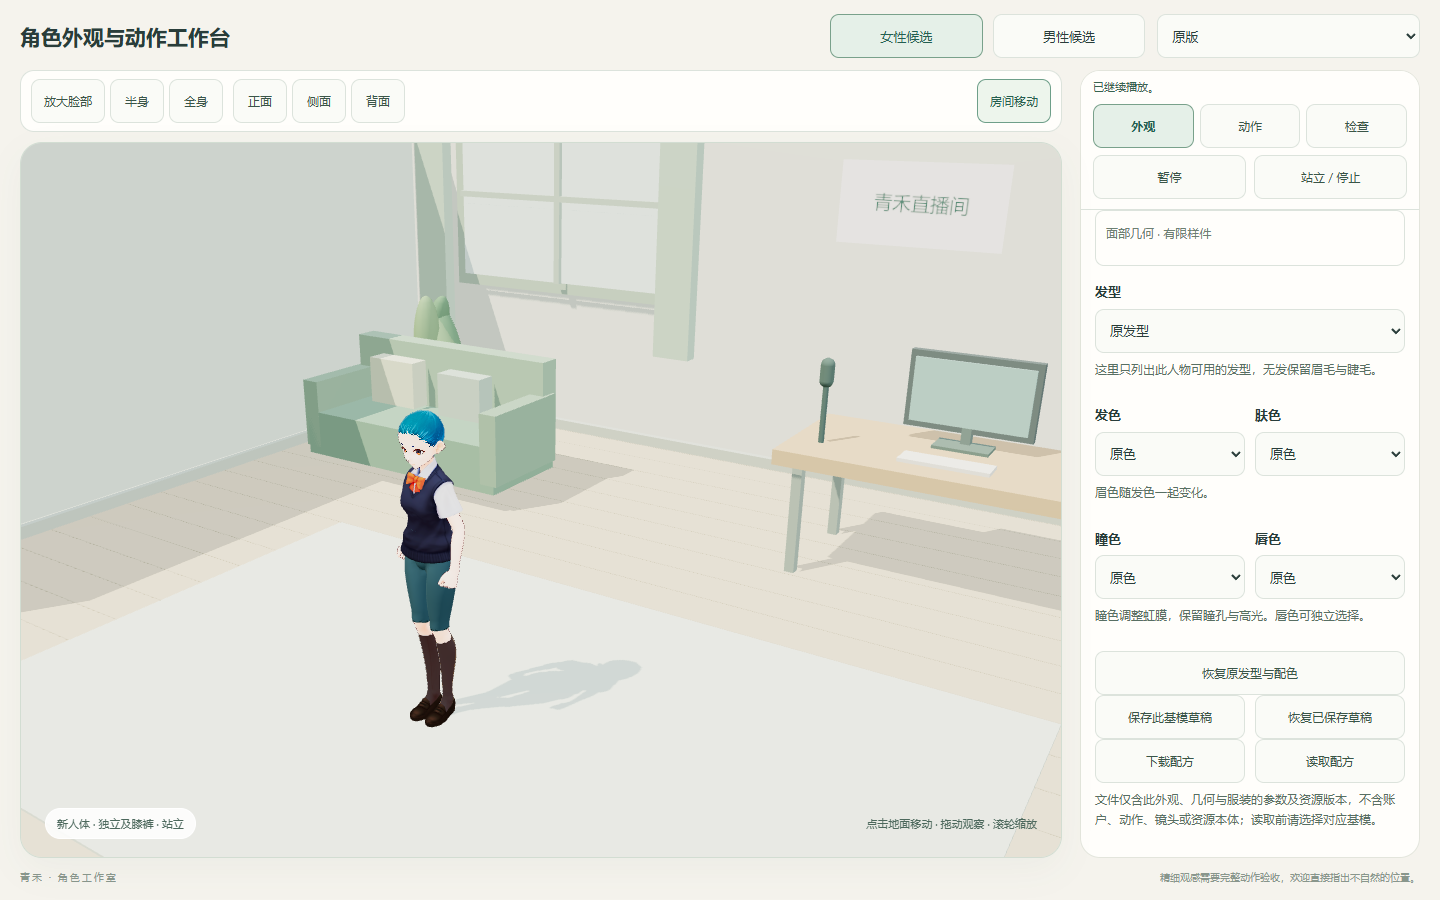 角色外观与动作工作台
女性候选
男性候选
原版
放大脸部
半身
全身
正面
侧面
背面
房间移动
已继续播放。
外观
动作
检查
暂停
站立 / 停止
面部几何 · 有限样件
发型
原发型
这里只列出此人物可用的发型，无发保留眉毛与睫毛。
发色
肤色
原色
原色
眉色随发色一起变化。
瞳色
唇色
原色
原色
瞳色调整虹膜，保留瞳孔与高光。唇色可独立选择。
恢复原发型与配色
保存此基模草稿
恢复已保存草稿
下载配方
读取配方
文件仅含此外观、几何与服装的参数及资源版本，不含账
户、动作、镜头或资源本体；读取前请选择对应基模。
青禾直播间
新人体 · 独立及膝裤 · 站立
点击地面移动 · 拖动观察 · 滚轮缩放
青禾 · 角色工作室
精细观感需要完整动作验收，欢迎直接指出不自然的位置。